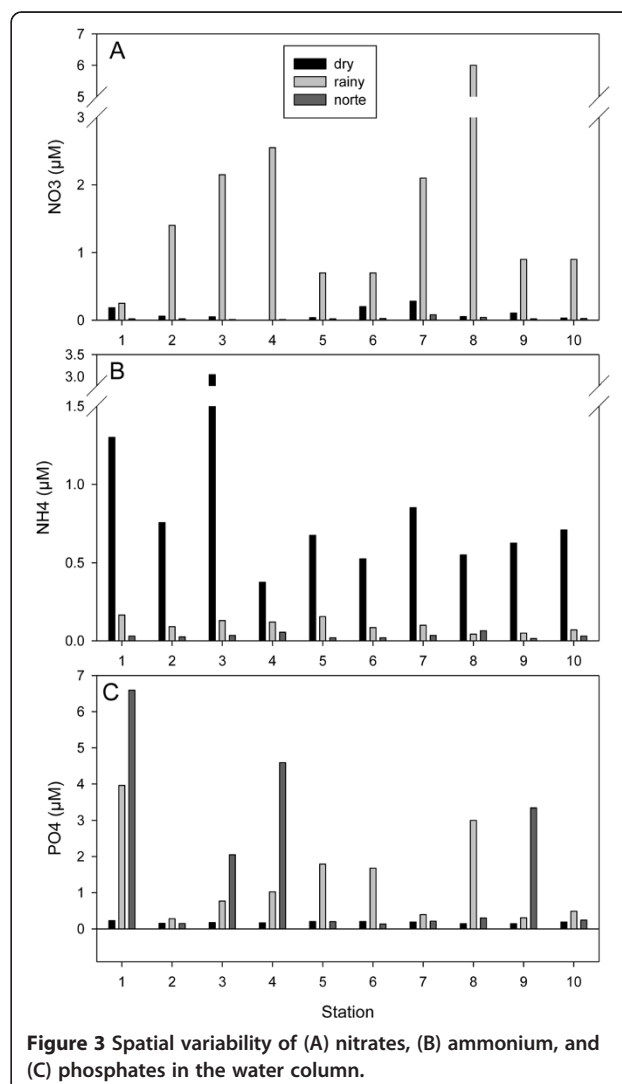 A
dry
rainy
norte
7
6
5
3
2
1
0
NO3 (µM)
1 2 3 4 5 6 7 8 9 10
B
3.5
3.0
1.5
1.0
0.5
0.0
NH4 (µM)
1 2 3 4 5 6 7 8 9 10
C
7
6
5
4
3
2
1
0
PO4 (µM)
1 2 3 4 5 6 7 8 9 10
Station
Figure 3 Spatial variability of (A) nitrates, (B) ammonium, and
(C) phosphates in the water column.